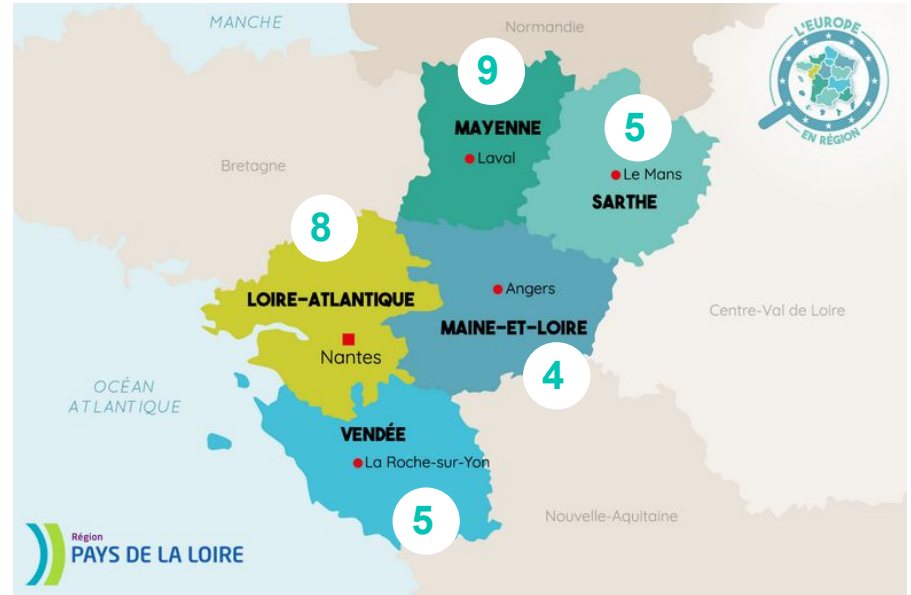 MANCHE
Normandie
L'EUROPE
EN RÉGION
9
MAYENNE
Laval
5
Le Mans
SARTHE
Bretagne
8
LOIRE-ATLANTIQUE
Nantes
Angers
MAINE-ET-LOIRE
4
Centre-Val de Loire
OCÉAN
ATLANTIQUE
VENDÉE
La Roche-sur-Yon
5
Nouvelle-Aquitaine
Région
PAYS DE LA LOIRE